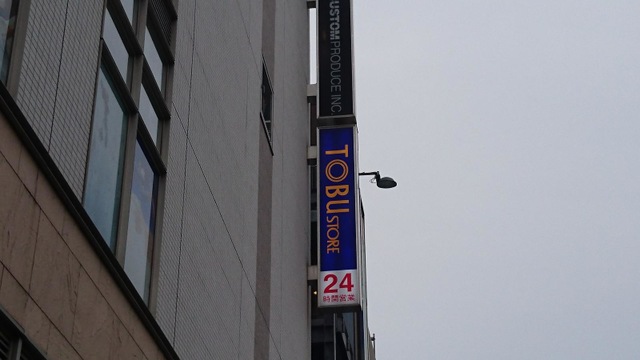 USTOM PRODUCE INC.
TOBU STORE
24
時間営業